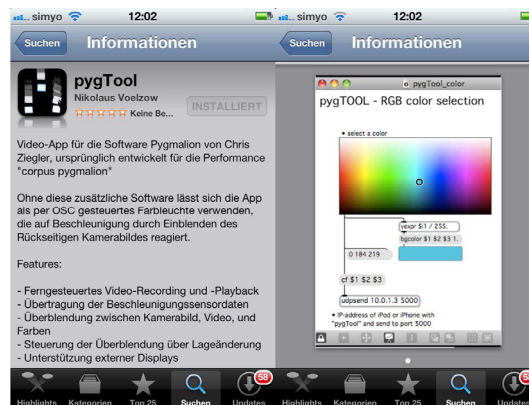 simyo 12:02
Suchen Informationen
pygTool
Nikolaus Voelzow
Keine Be...
INSTALLIERT
Video-App für die Software Pygmalion von Chris
Ziegler, ursprünglich entwickelt für die Performance
"corpus pygmalion"
Ohne diese zusätzliche Software lässt sich die App
als per OSC gesteuertes Farbleuchte verwenden,
die auf Beschleunigung durch Einblenden des
Rückseitigen Kamerabildes reagiert.
Features:
- Ferngesteuertes Video-Recording und -Playback
- Übertragung der Beschleunigungssensordaten
- Überblendung zwischen Kamerabild, Video, und
Farben
- Steuerung der Überblendung über Lageänderung
- Unterstützung externer Displays
58
Highlights Kategorien Top 25 Suchen Updates
simyo 12:02
Suchen Informationen
pygTool_color
pygTOOL - RGB color selection
• select a color
vexpr $i1 / 255.
bgcolor $1 $2 $3 1.
0 184 219
cf $1 $2 $3
udpsend 10.0.1.3 5000
• IP-address of iPod or iPhone with
"pygTool" and send to port 5000
Highlights Kategorien Top 25 Suchen